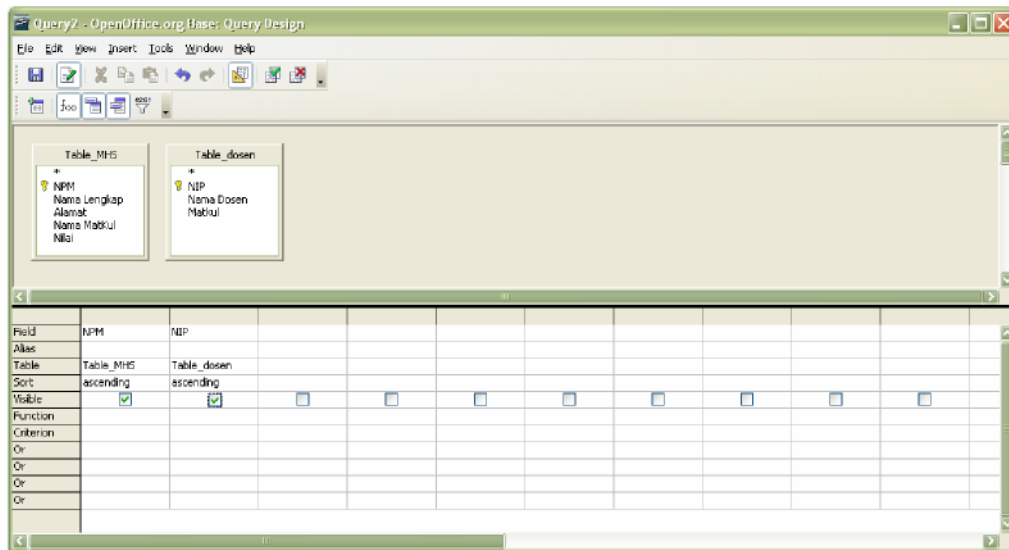 Query2 - OpenOffice.org Base: Query Design
File Edit View Insert Tools Window Help
Table_MHS Table_dosen
* *
NPM NIP
Nama Lengkap Nama Dosen
Alamat Matkul
Nama Matkul
Nilai
Field NPM NIP
Alias
Table Table_MHS Table_dosen
Sort ascending ascending
Visible
Function
Criterion
Or
Or
Or
Or